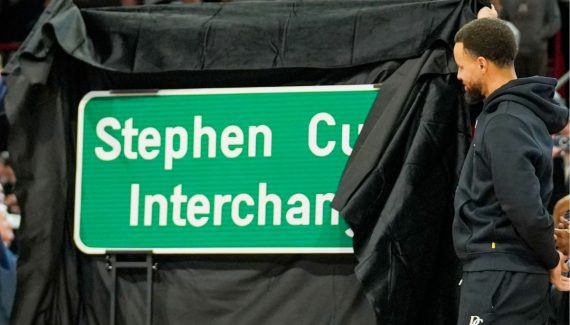 Stephen Cu
Interchan